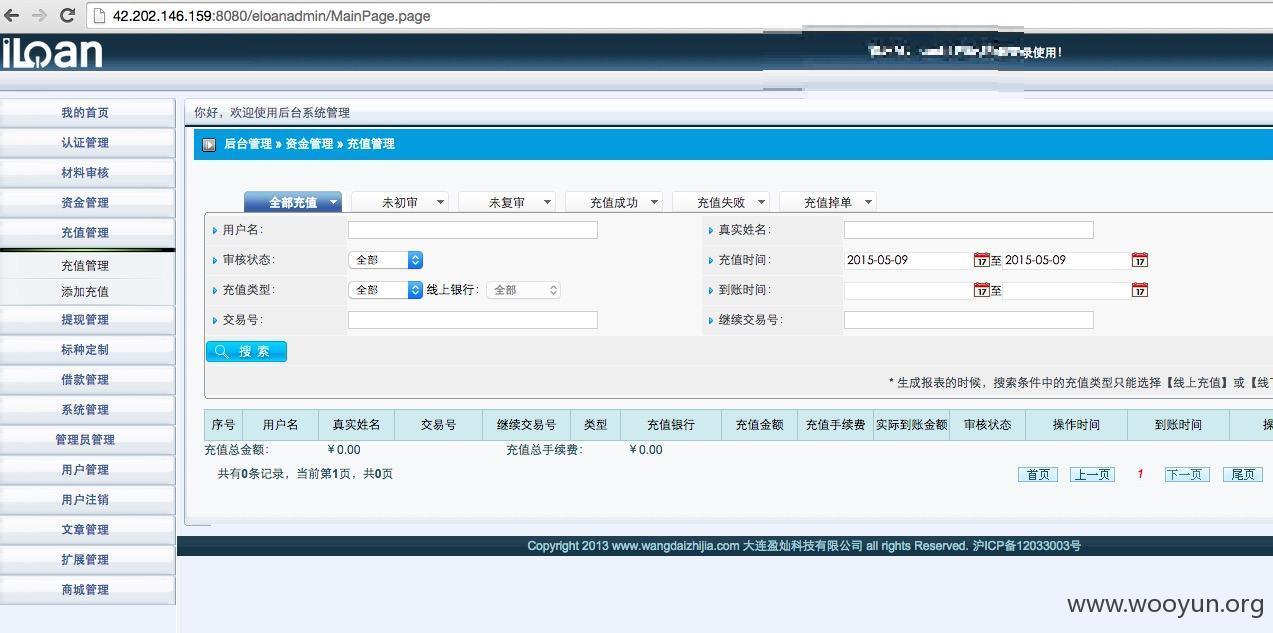 42.202.146.159:8080/eloanadmin/MainPage.page
iLoan
录使用!
我的首页
认证管理
材料审核
资金管理
充值管理
充值管理
添加充值
提现管理
标种定制
借款管理
系统管理
管理员管理
用户管理
用户注销
文章管理
扩展管理
商城管理
你好，欢迎使用后台系统管理
后台管理 » 资金管理 » 充值管理
全部充值 未初审 未复审 充值成功 充值失败 充值掉单
用户名: 真实姓名:
审核状态: 全部 充值时间: 2015-05-09 17 至 2015-05-09 17
充值类型: 全部 线上银行: 全部 到账时间: 17 至 17
交易号: 继续交易号:
搜 索
* 生成报表的时候，搜索条件中的充值类型只能选择【线上充值】或【线
序号 用户名 真实姓名 交易号 继续交易号 类型 充值银行 充值金额 充值手续费 实际到账金额 审核状态 操作时间 到账时间
充值总金额: ￥0.00 充值总手续费: ￥0.00
共有0条记录，当前第1页，共0页
首页 上一页 1 下一页 尾页
Copyright 2013 www.wangdaizhijia.com 大连盈灿科技有限公司 all rights Reserved. 沪ICP备12033003号
www.wooyun.org